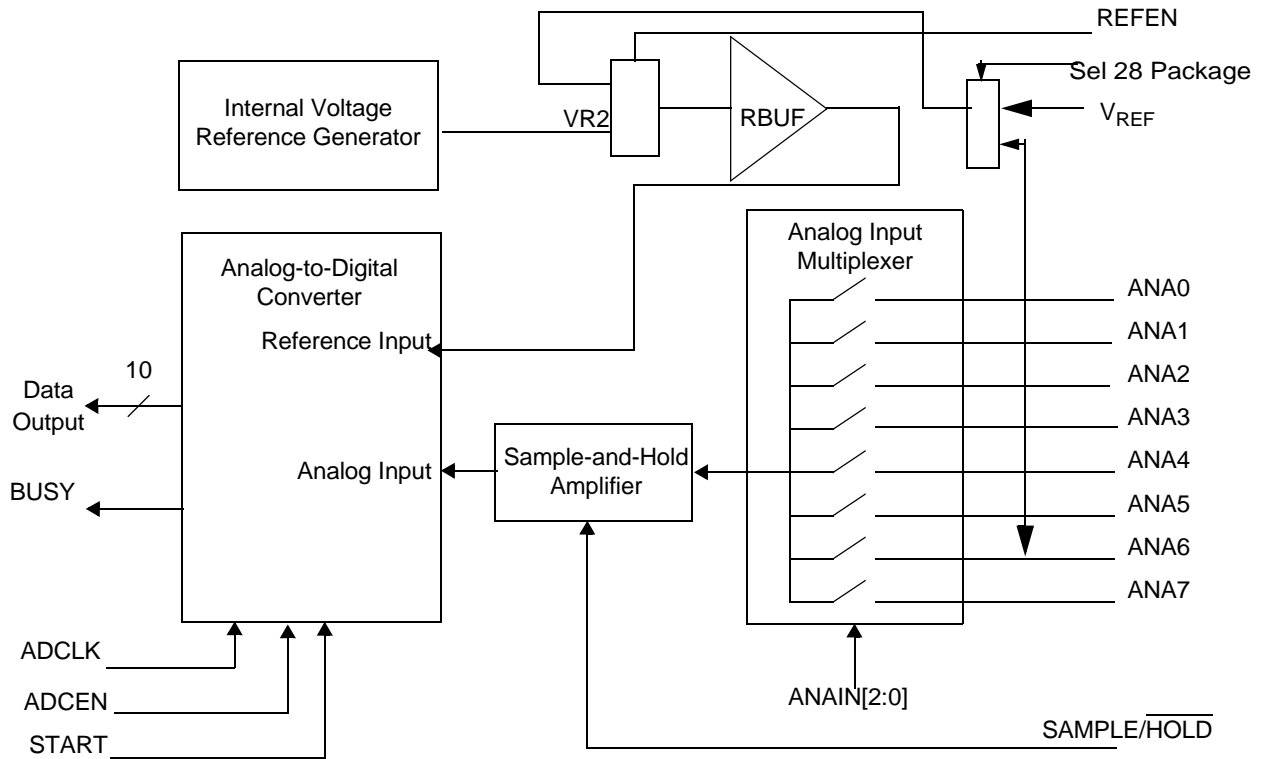 REFEN
Sel 28 Package
Internal Voltage
Reference Generator
VR2
RBUF
VREF
Analog Input
Multiplexer
Analog-to-Digital
Converter
ANA0
Reference Input
ANA1
10
ANA2
Data
Output
ANA3
Sample-and-Hold
Amplifier
Analog Input
ANA4
BUSY
ANA5
ANA6
ANA7
ADCLK
ADCEN
ANAIN[2:0]
START
SAMPLE/HOLD